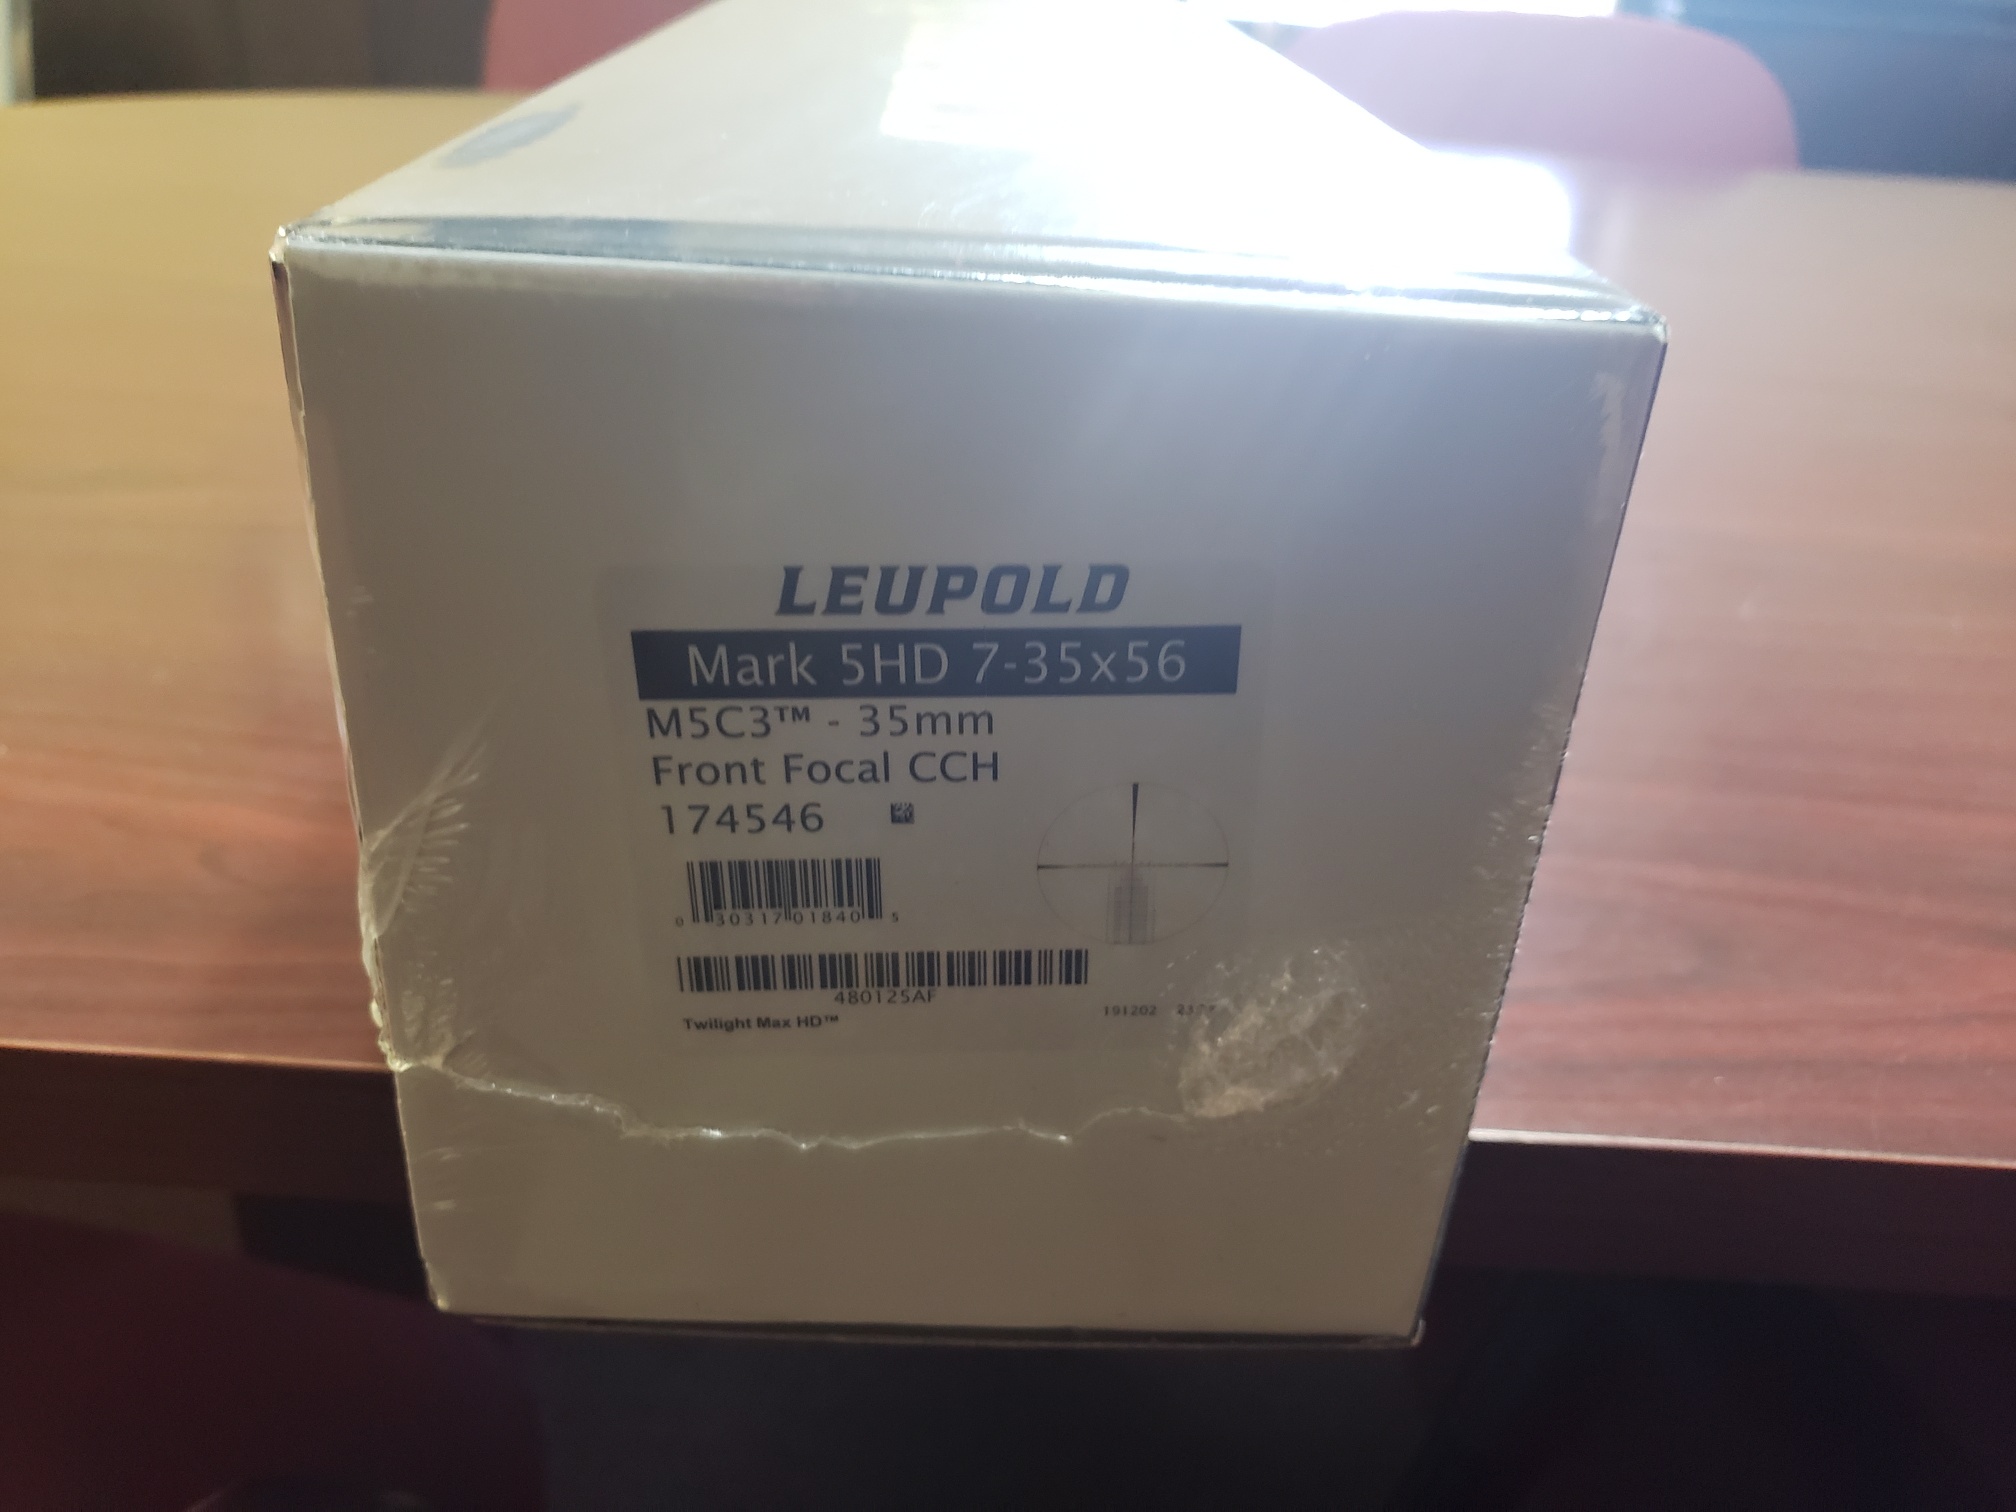 LEUPOLD
Mark 5HD 7-35x56
M5C3™ - 35mm
Front Focal CCH
174546
0 30317 01840 5
480125AF
Twilight Max HD™
191202